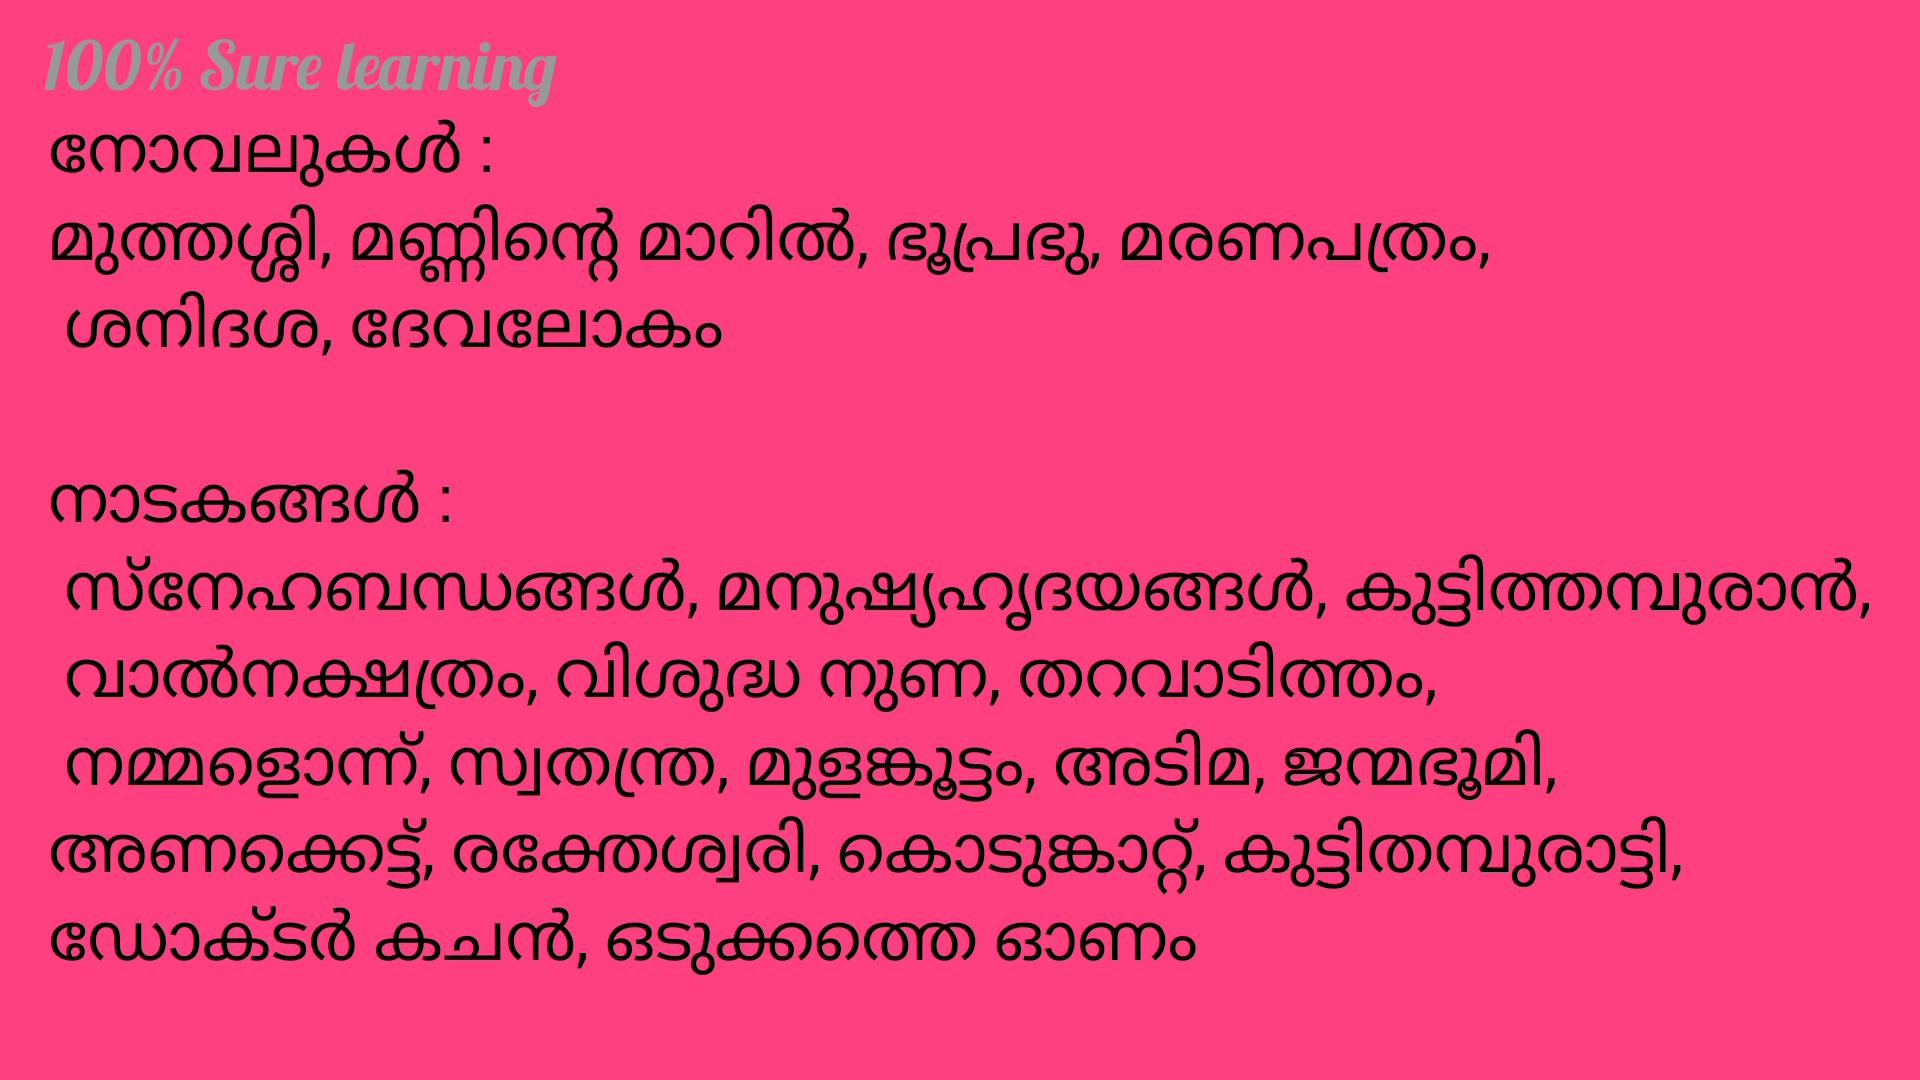 100% Sure learning
നോവലുകൾ :
മുത്തശ്ശി, മണ്ണിന്റെ മാറിൽ, ഭൂപ്രഭു, മരണപത്രം,
ശനിദശ, ദേവലോകം
നാടകങ്ങൾ :
സ്നേഹബന്ധങ്ങൾ, മനുഷ്യഹൃദയങ്ങൾ, കുട്ടിത്തമ്പുരാൻ,
വാൽനക്ഷത്രം, വിശുദ്ധ നുണ, തറവാടിത്തം,
നമ്മളൊന്ന്, സ്വതന്ത്ര, മുളങ്കൂട്ടം, അടിമ, ജന്മഭൂമി,
അണക്കെട്ട്, രക്തേശ്വരി, കൊടുങ്കാറ്റ്, കുട്ടിതമ്പുരാട്ടി,
ഡോക്ടർ കചൻ, ഒടുക്കത്തെ ഓണം